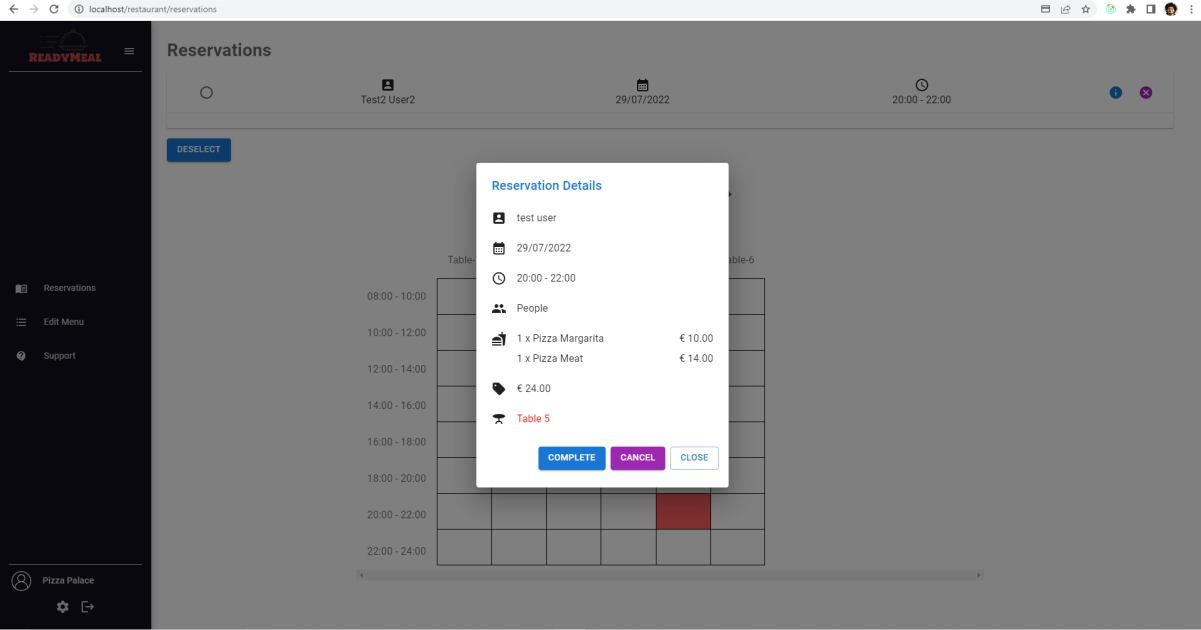 localhost/restaurant/reservations
READYMEAL
Reservations
Test2 User2
29/07/2022
20:00 - 22:00
DESELECT
Reservation Details
test user
29/07/2022
20:00 - 22:00
People
1 x Pizza Margarita € 10.00
1 x Pizza Meat € 14.00
€ 24.00
Table 5
COMPLETE CANCEL CLOSE
Table-
able-6
08:00 - 10:00
10:00 - 12:00
12:00 - 14:00
14:00 - 16:00
16:00 - 18:00
18:00 - 20:00
20:00 - 22:00
22:00 - 24:00
Reservations
Edit Menu
Support
Pizza Palace